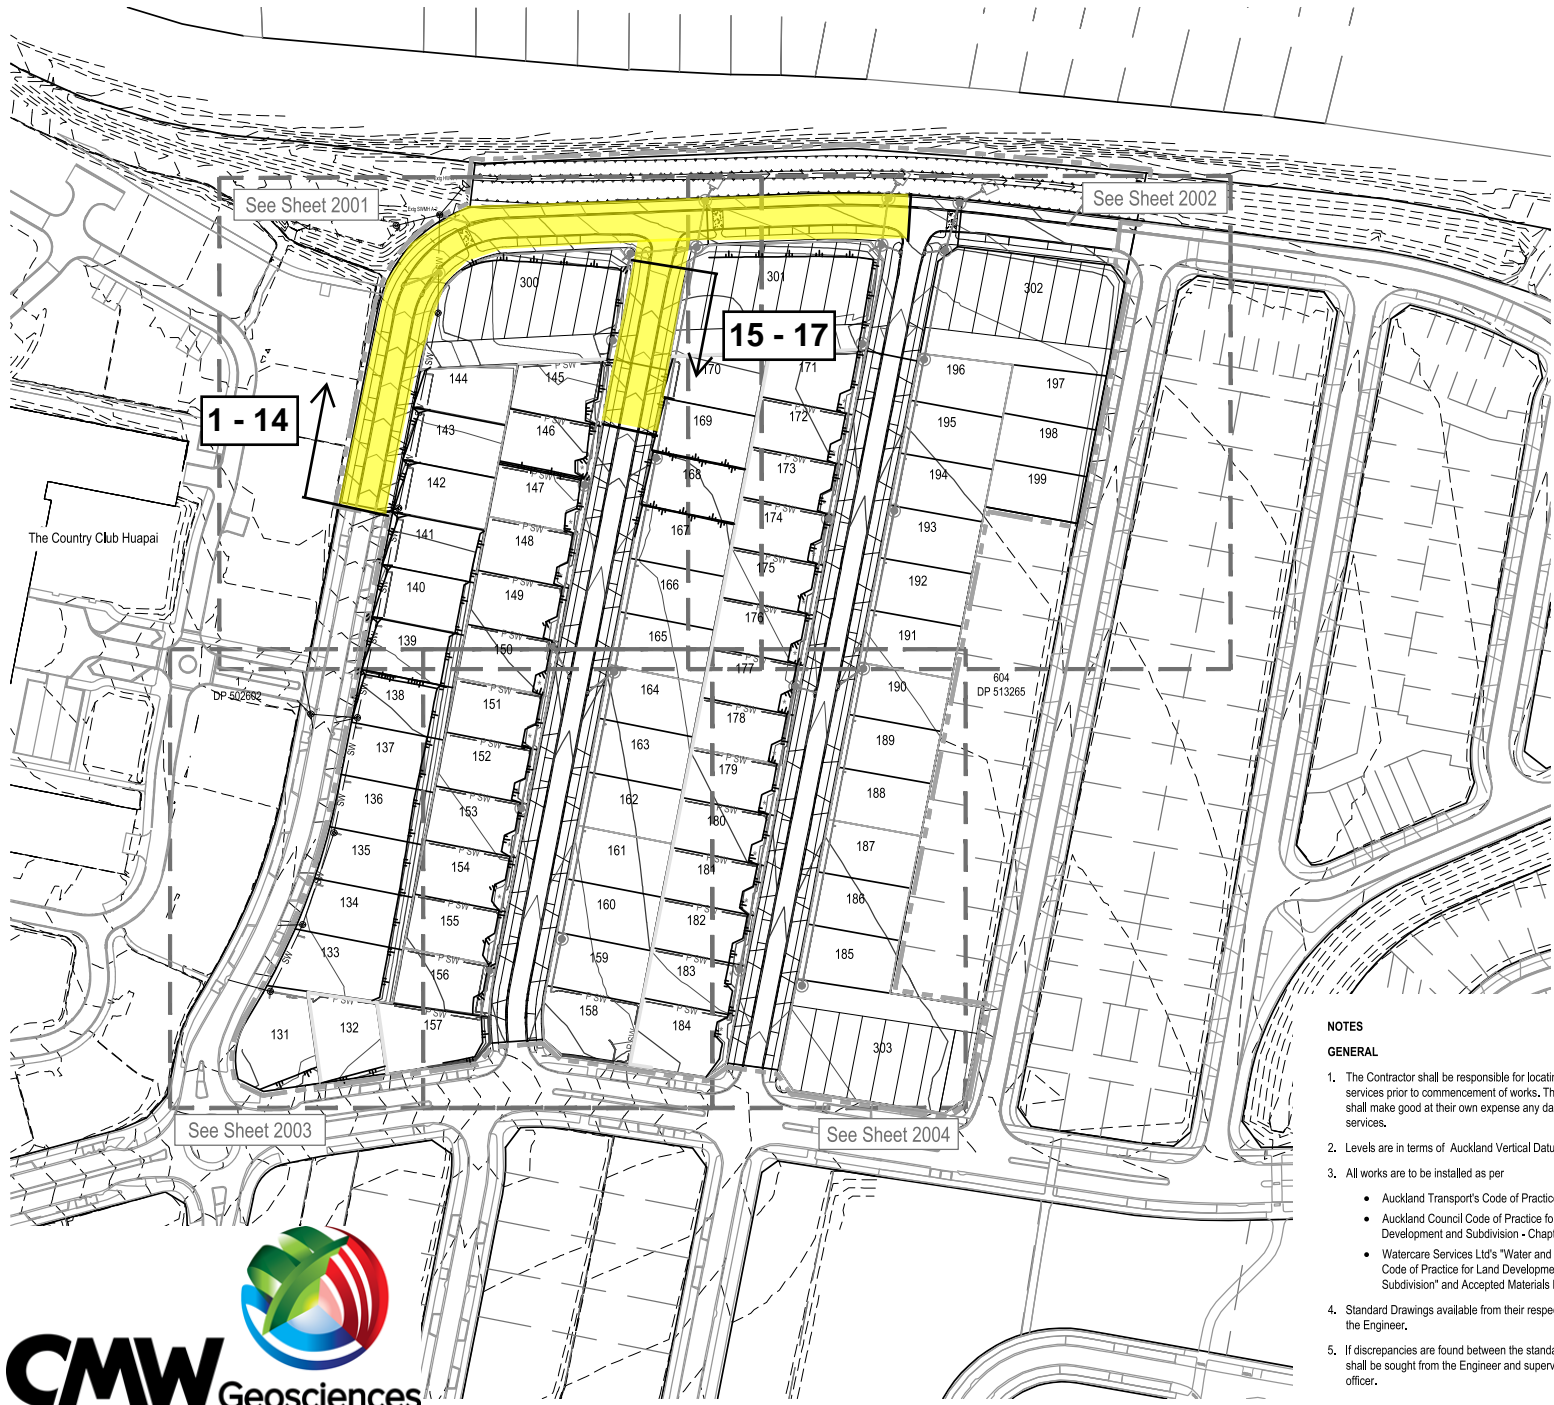 See Sheet 2001
See Sheet 2002
Extg SWMH A-2
300
301
302
15 - 17
1 - 14
SW
144
P SW
145
170
171
196
197
143
146
169
172
195
198
142
147
168
173
194
199
The Country Club Huapai
141
148
167
174
193
140
149
166
175
192
139
150
165
176
191
177
DP 502602
138
151
164
178
190
604
DP 513265
137
152
163
179
189
136
153
162
180
188
135
154
161
181
187
134
155
160
182
186
133
156
159
183
185
131
132
157
158
184
303
See Sheet 2003
See Sheet 2004
NOTES
GENERAL
1. The Contractor shall be responsible for locatin
services prior to commencement of works. Th
shall make good at their own expense any da
services.
2. Levels are in terms of Auckland Vertical Datu
3. All works are to be installed as per
• Auckland Transport's Code of Practice
• Auckland Council Code of Practice fo
Development and Subdivision - Chapt
• Watercare Services Ltd's "Water and
Code of Practice for Land Developme
Subdivision" and Accepted Materials
4. Standard Drawings available from their respe
the Engineer.
5. If discrepancies are found between the standa
shall be sought from the Engineer and superv
officer.
CMW
Geosciences